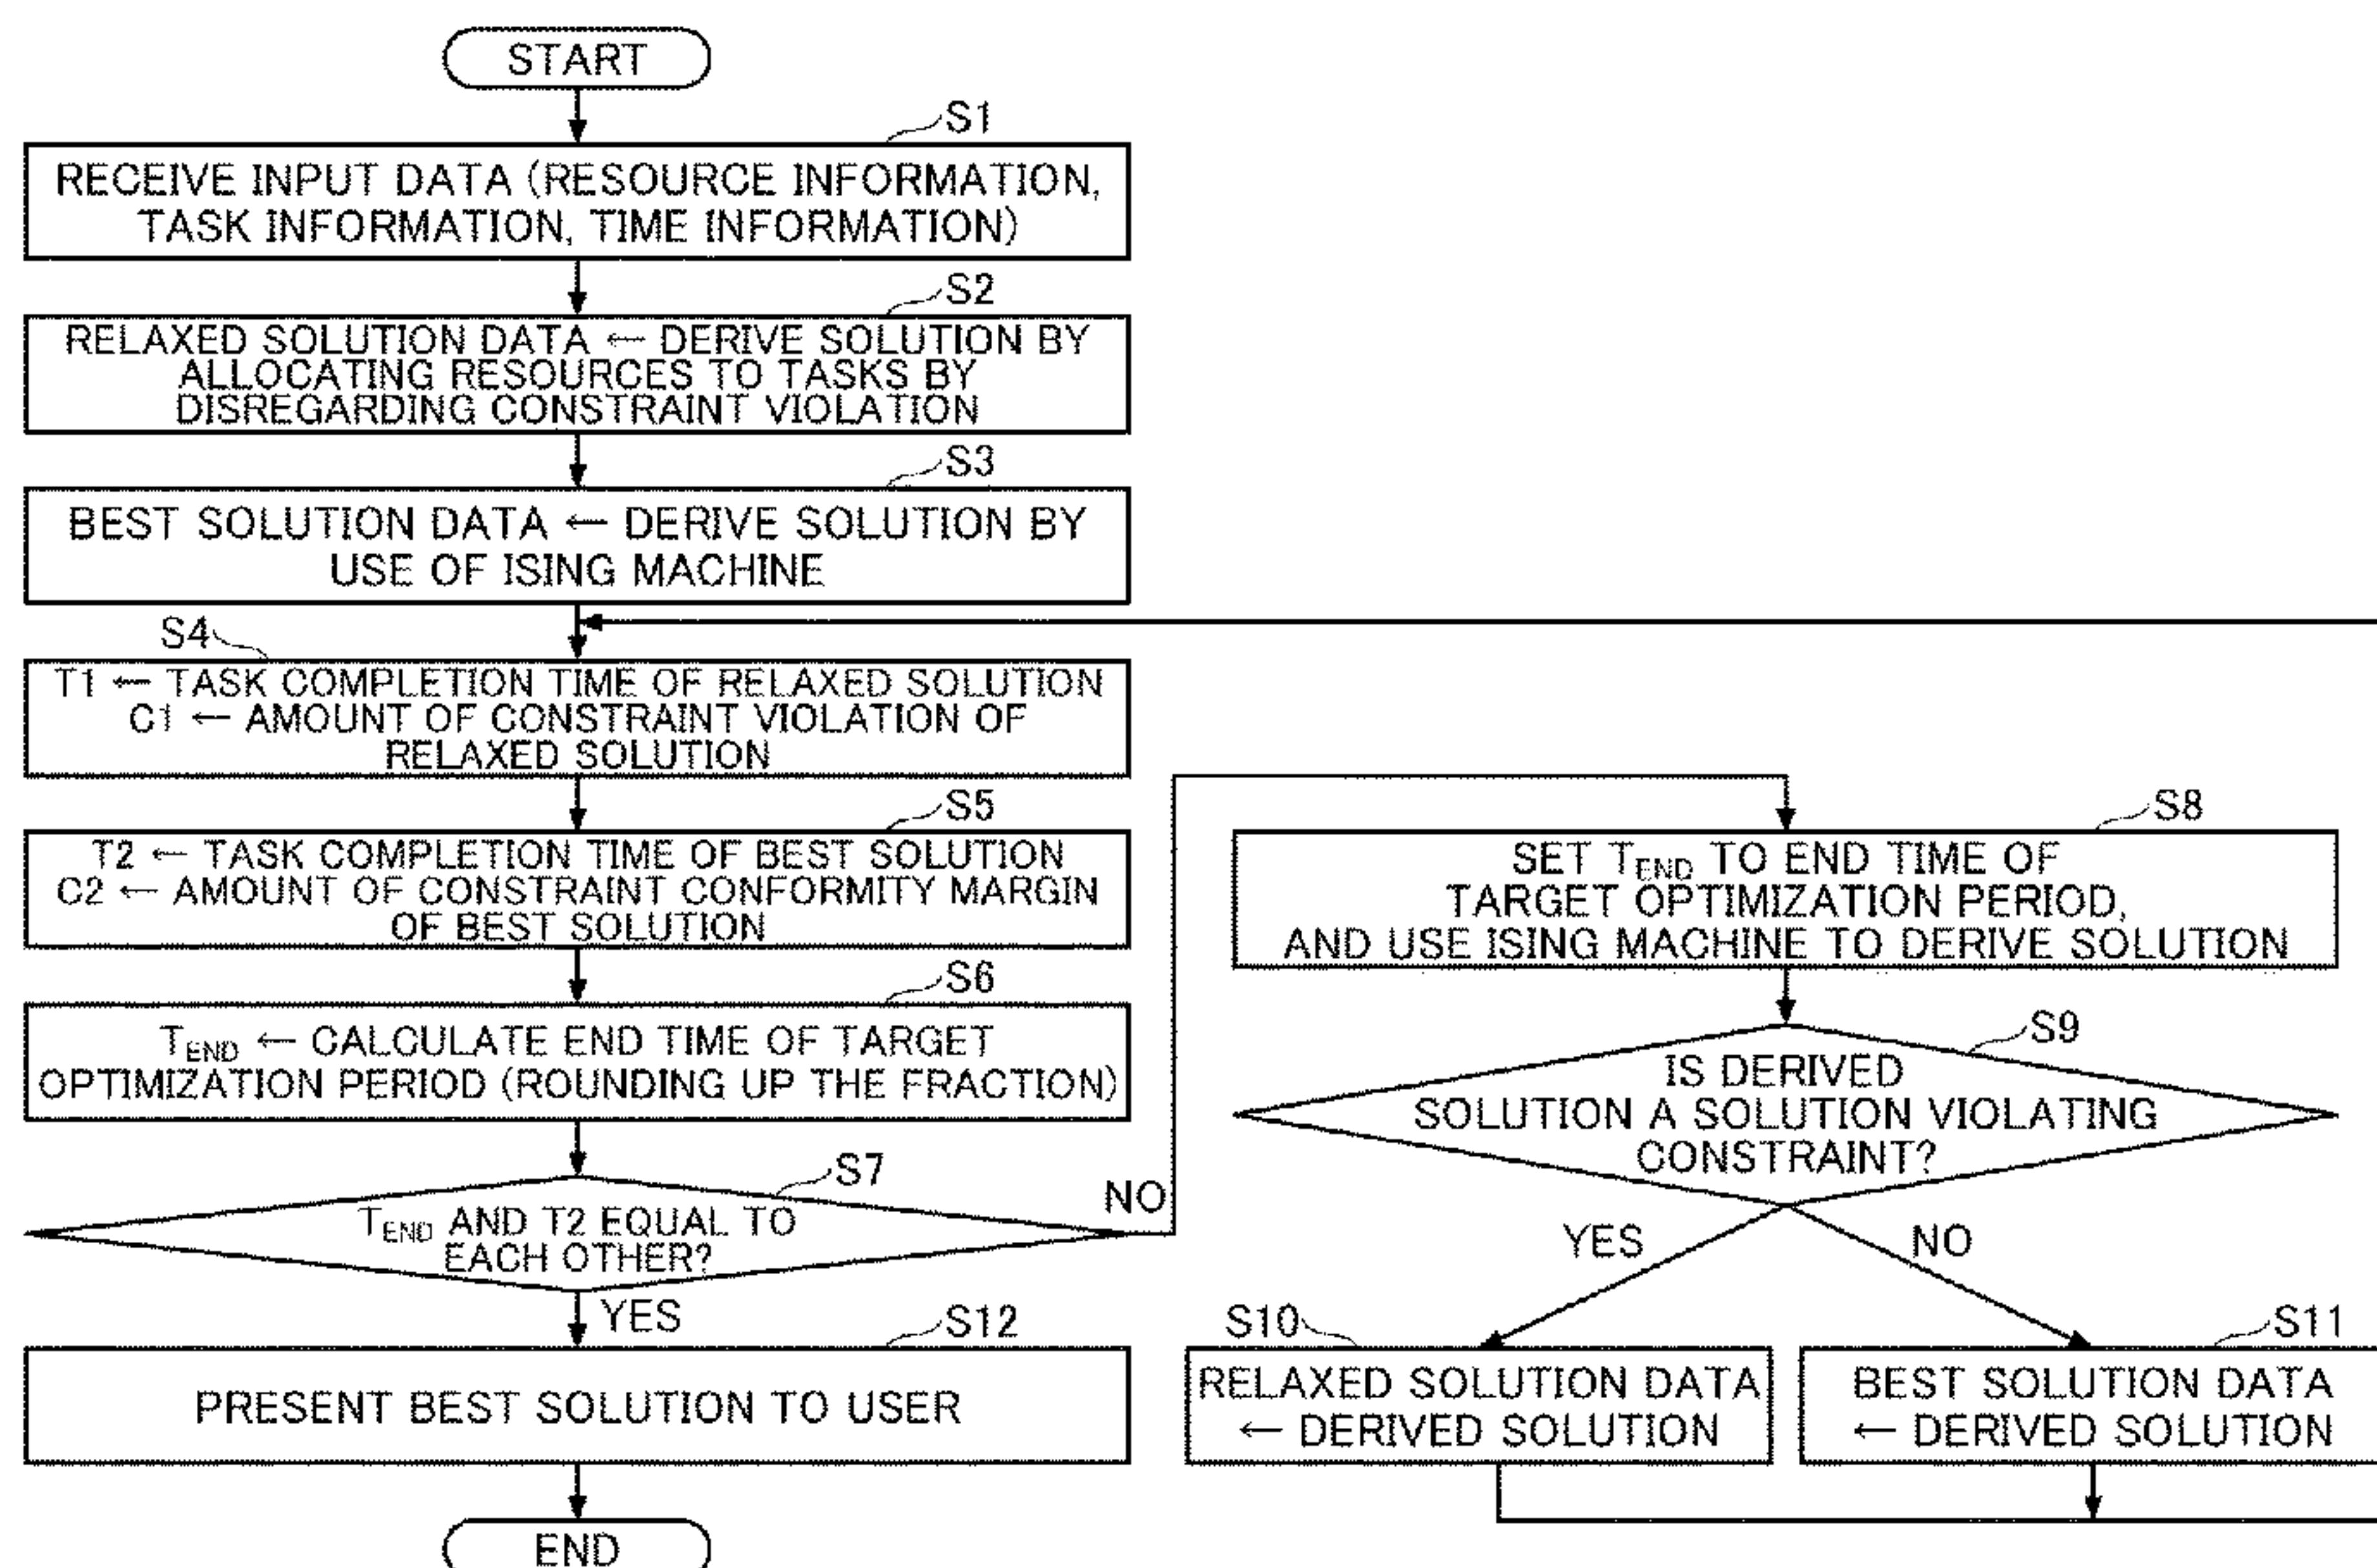 START
S1
RECEIVE INPUT DATA (RESOURCE INFORMATION,
TASK INFORMATION, TIME INFORMATION)
S2
RELAXED SOLUTION DATA ← DERIVE SOLUTION BY
ALLOCATING RESOURCES TO TASKS BY
DISREGARDING CONSTRAINT VIOLATION
S3
BEST SOLUTION DATA ← DERIVE SOLUTION BY
USE OF ISING MACHINE
S4
T1 ← TASK COMPLETION TIME OF RELAXED SOLUTION
C1 ← AMOUNT OF CONSTRAINT VIOLATION OF
RELAXED SOLUTION
S5
T2 ← TASK COMPLETION TIME OF BEST SOLUTION
C2 ← AMOUNT OF CONSTRAINT CONFORMITY MARGIN
OF BEST SOLUTION
S6
TEND ← CALCULATE END TIME OF TARGET
OPTIMIZATION PERIOD (ROUNDING UP THE FRACTION)
S7
TEND AND T2 EQUAL TO
EACH OTHER?
NO
YES
S8
SET TEND TO END TIME OF
TARGET OPTIMIZATION PERIOD,
AND USE ISING MACHINE TO DERIVE SOLUTION
S9
IS DERIVED
SOLUTION A SOLUTION VIOLATING
CONSTRAINT?
YES
NO
S10
RELAXED SOLUTION DATA
← DERIVED SOLUTION
S11
BEST SOLUTION DATA
← DERIVED SOLUTION
S12
PRESENT BEST SOLUTION TO USER
END